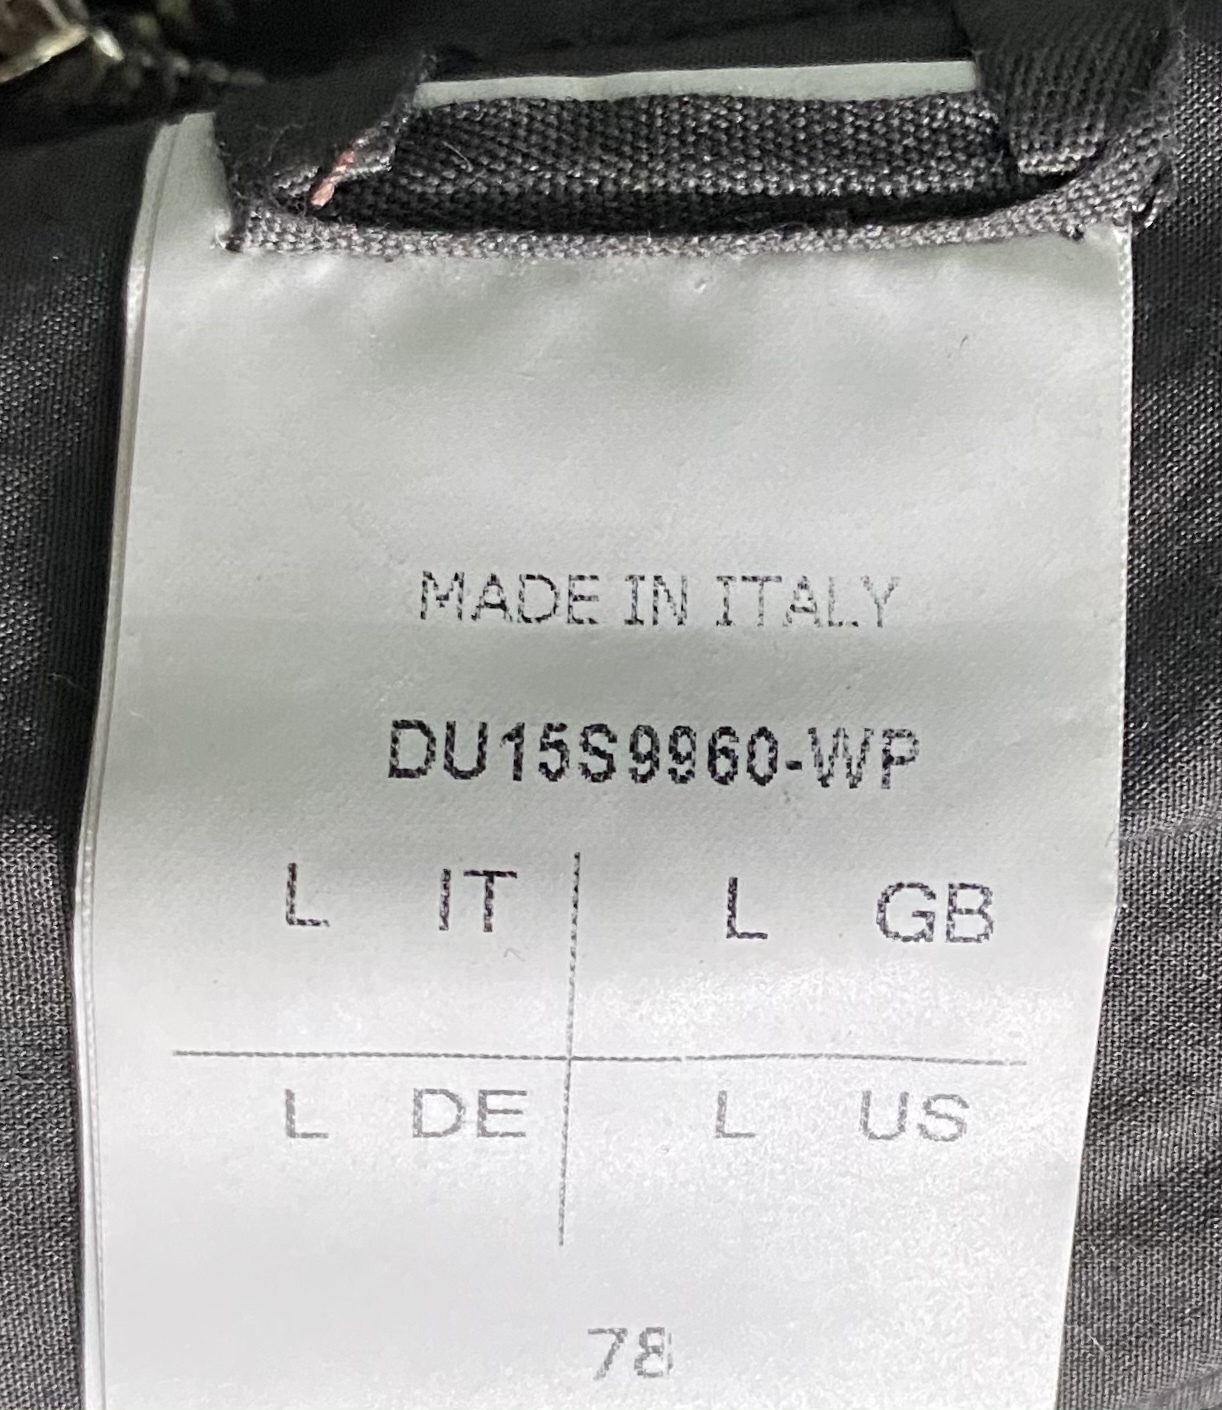 MADE IN ITALY
DU15S9960-WP
L IT L GB
L DE L US
78